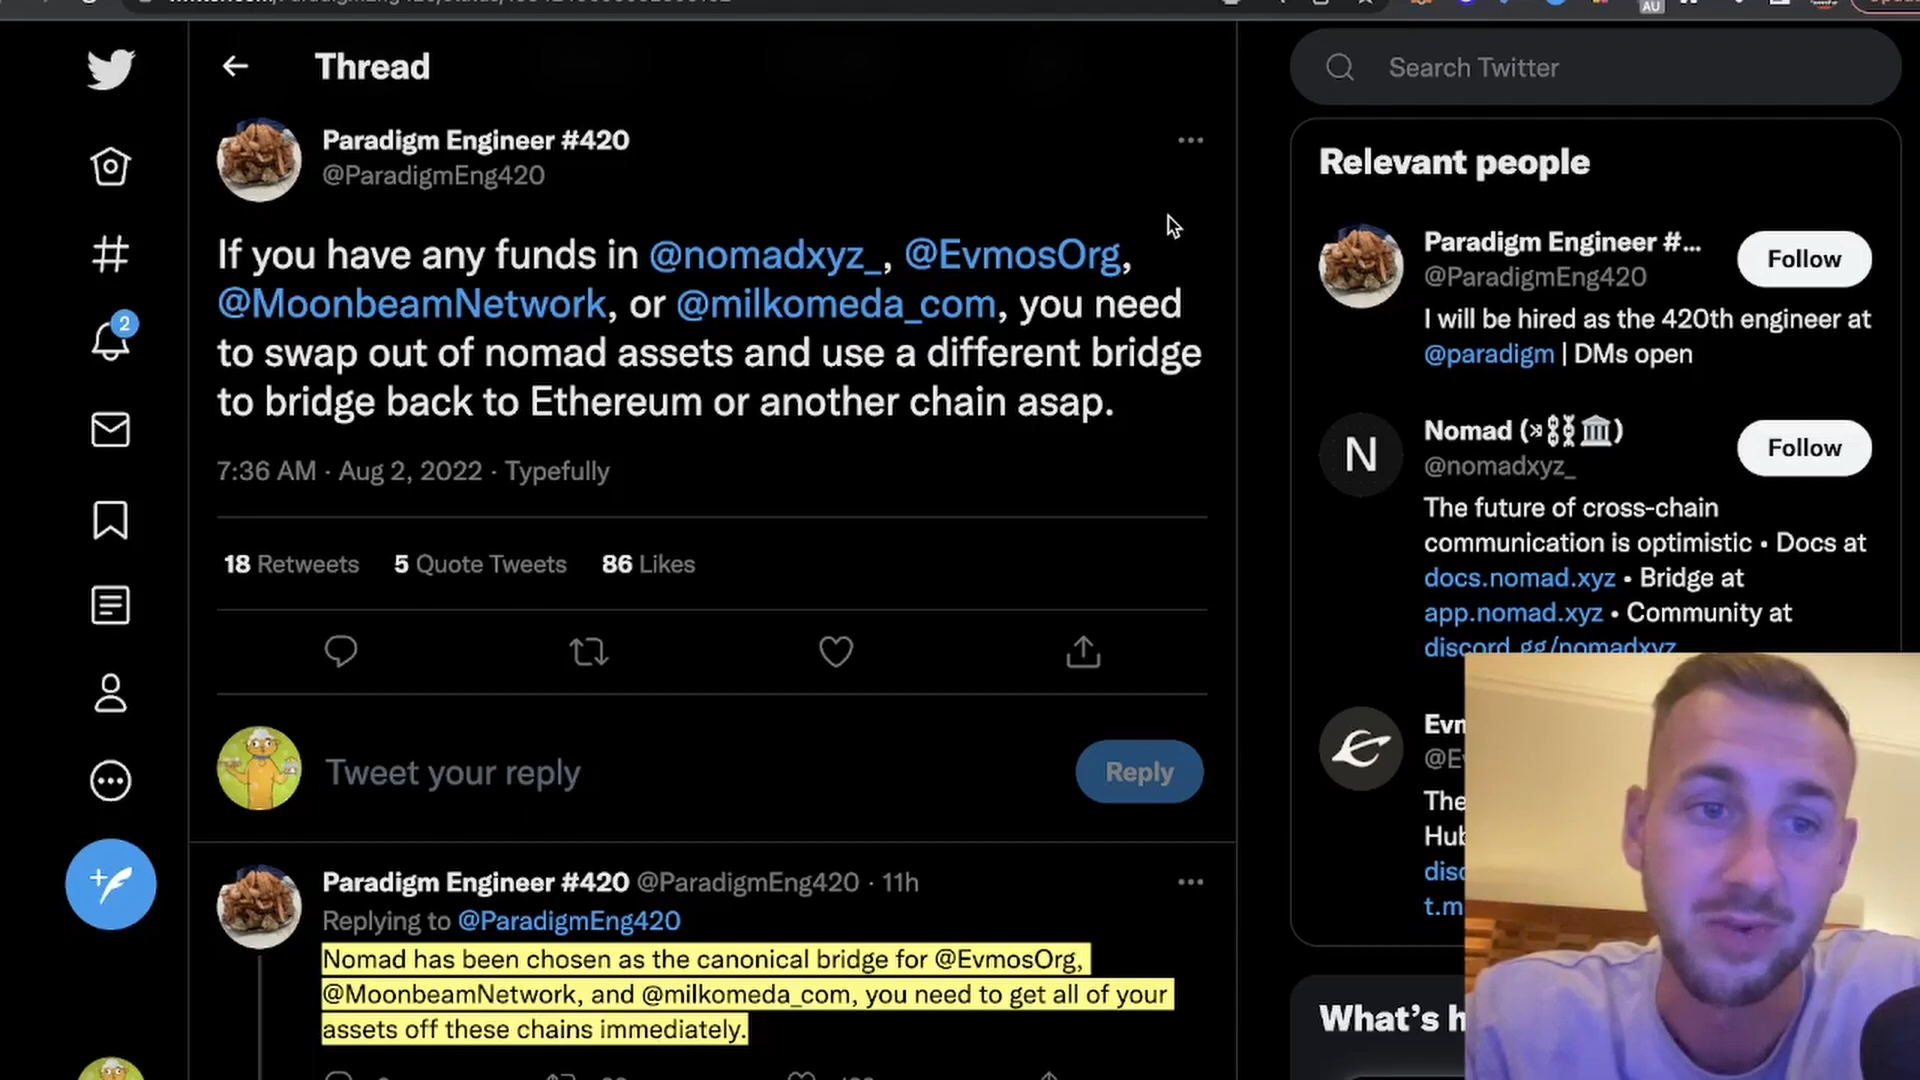 AU
Thread
Search Twitter
Paradigm Engineer #420
@ParadigmEng420
If you have any funds in @nomadxyz_, @EvmosOrg,
@MoonbeamNetwork, or @milkomeda_com, you need
to swap out of nomad assets and use a different bridge
to bridge back to Ethereum or another chain asap.
7:36 AM · Aug 2, 2022 · Typefully
18 Retweets 5 Quote Tweets 86 Likes
2
Tweet your reply
Reply
Paradigm Engineer #420 @ParadigmEng420 · 11h
Replying to @ParadigmEng420
Nomad has been chosen as the canonical bridge for @EvmosOrg,
@MoonbeamNetwork, and @milkomeda_com, you need to get all of your
assets off these chains immediately.
Relevant people
Paradigm Engineer #...
Follow
@ParadigmEng420
I will be hired as the 420th engineer at
@paradigm | DMs open
N
Nomad (⤭⛓🏛)
Follow
@nomadxyz_
The future of cross-chain
communication is optimistic • Docs at
docs.nomad.xyz • Bridge at
app.nomad.xyz • Community at
discord.gg/nomadxyz
Evm
@E
The
Hub
disc
t.m
What's h